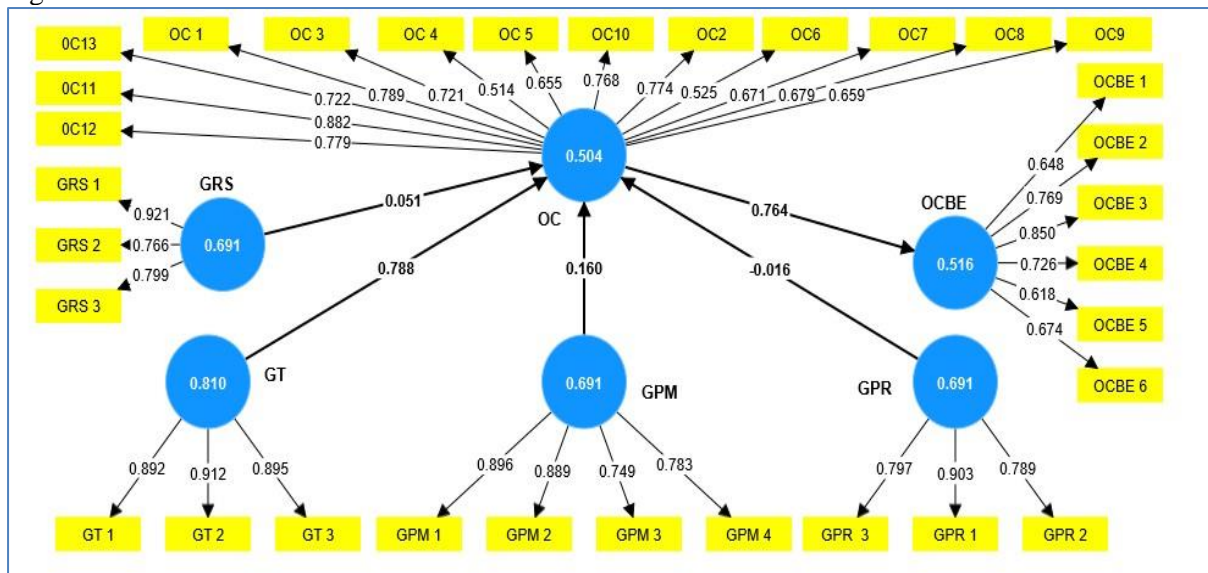 0C13
OC 1
OC 3
OC 4
OC 5
OC10
OC2
OC6
OC7
OC8
OC9
0C11
0C12
0.722
0.882
0.779
0.789
0.721
0.514
0.655
0.768
0.774
0.525
0.671
0.679
0.659
0.504
OC
GRS 1
GRS 2
GRS 3
0.921
0.766
0.799
GRS
0.691
0.051
0.788
0.160
-0.016
0.764
OCBE
0.516
0.648
0.769
0.850
0.726
0.618
0.674
OCBE 1
OCBE 2
OCBE 3
OCBE 4
OCBE 5
OCBE 6
0.810
GT
0.892
0.912
0.895
GT 1
GT 2
GT 3
0.691
GPM
0.896
0.889
0.749
0.783
GPM 1
GPM 2
GPM 3
GPM 4
GPR
0.691
0.797
0.903
0.789
GPR 3
GPR 1
GPR 2